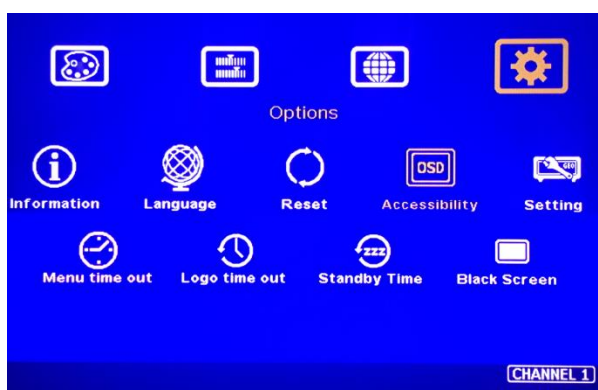 Options
OSD
GEO
Information Language Reset Accessibility Setting
zzz
Menu time out Logo time out Standby Time Black Screen
CHANNEL 1